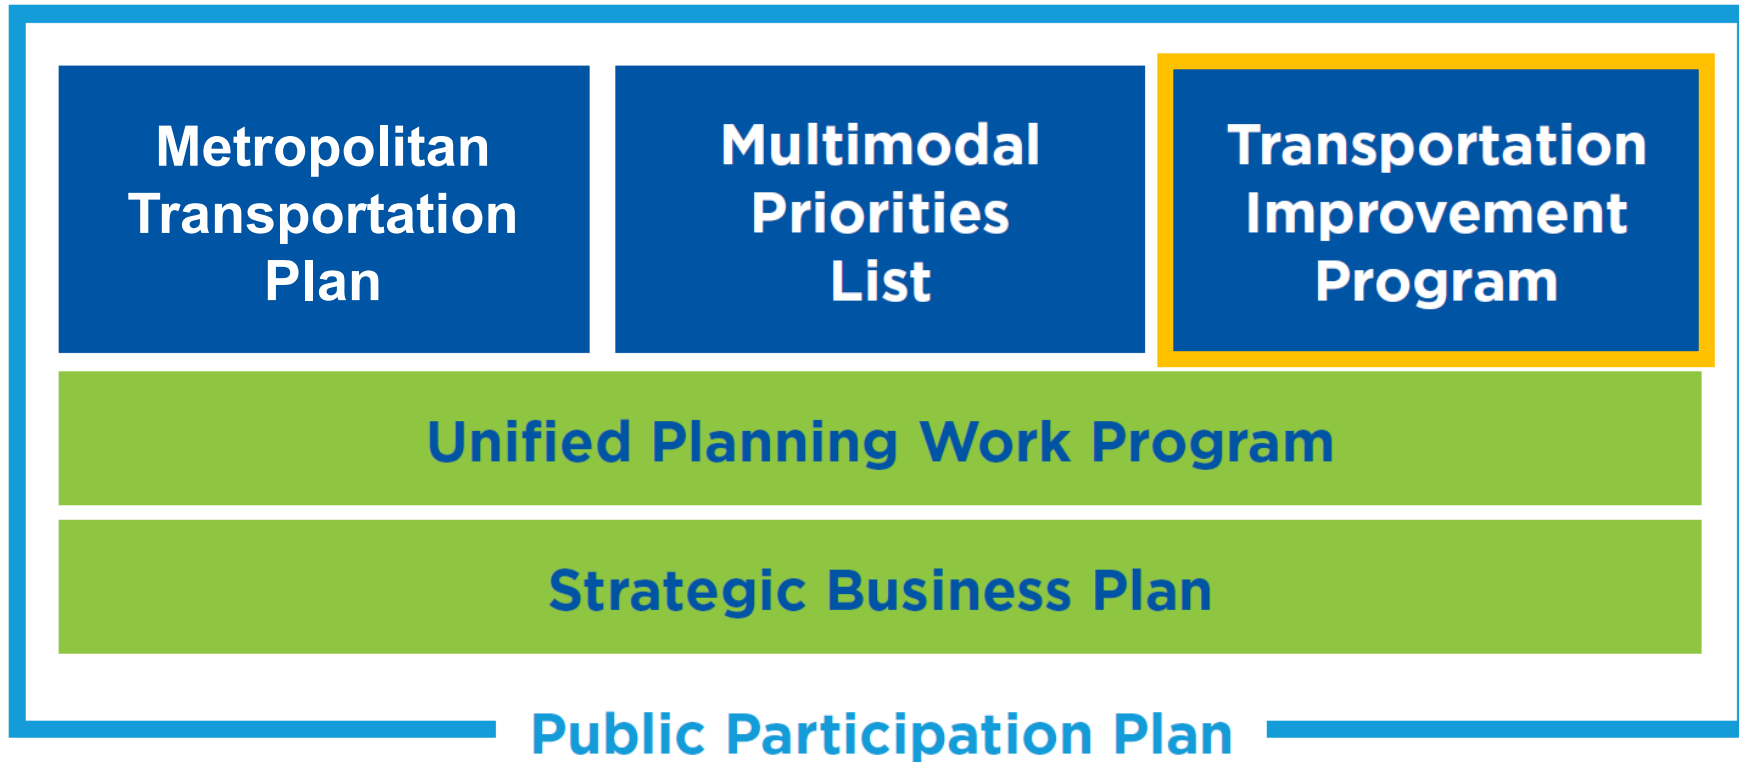 Metropolitan
Transportation
Plan
Multimodal
Priorities
List
Transportation
Improvement
Program
Unified Planning Work Program
Strategic Business Plan
Public Participation Plan